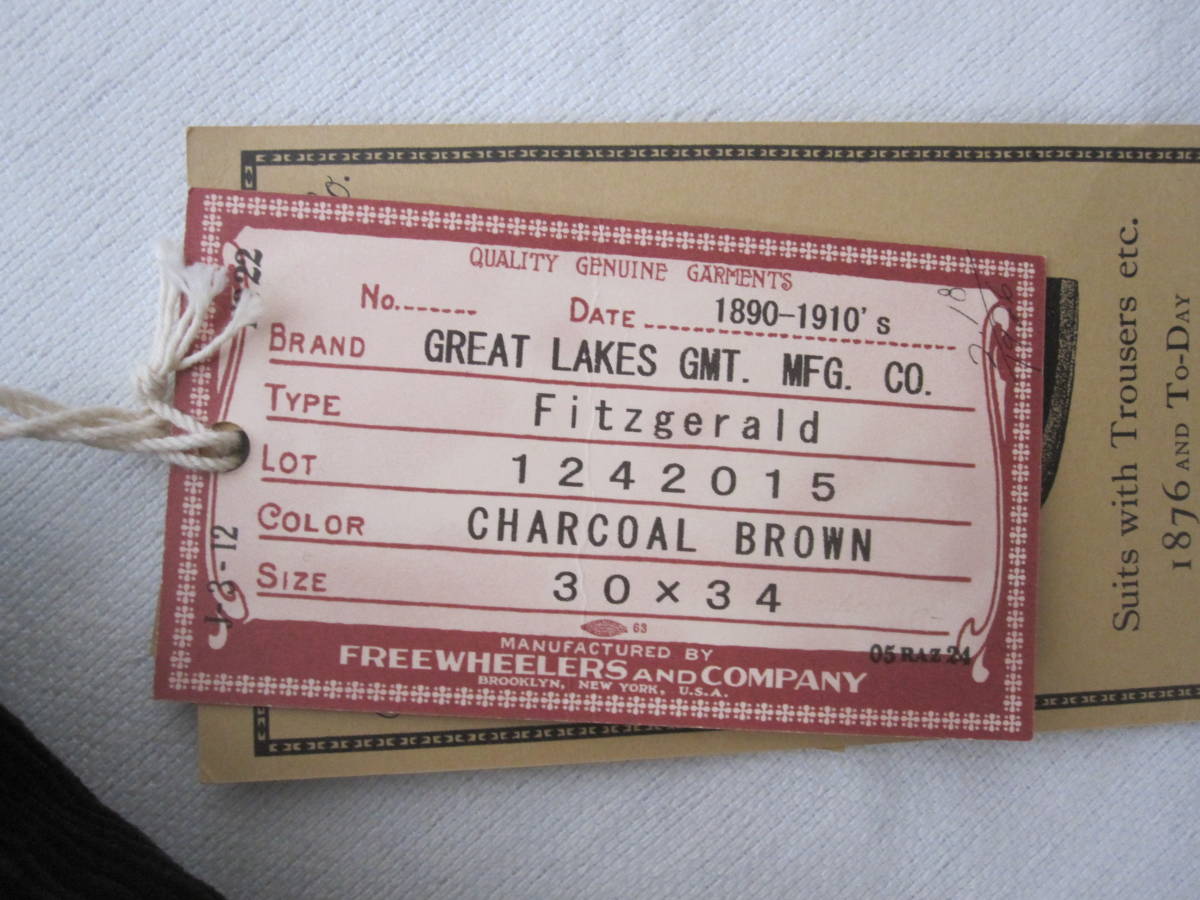 QUALITY GENUINE GARMENTS
No.
DATE 1890-1910's
BRAND GREAT LAKES GMT. MFG. CO.
TYPE Fitzgerald
LOT 1242015
COLOR CHARCOAL BROWN
SIZE 30×34
63
MANUFACTURED BY
FREEWHEELERS AND COMPANY
BROOKLYN, NEW YORK, U.S.A.
05 RAZ 24
J-3-12
Suits with Trousers etc.
1876 AND TO-DAY